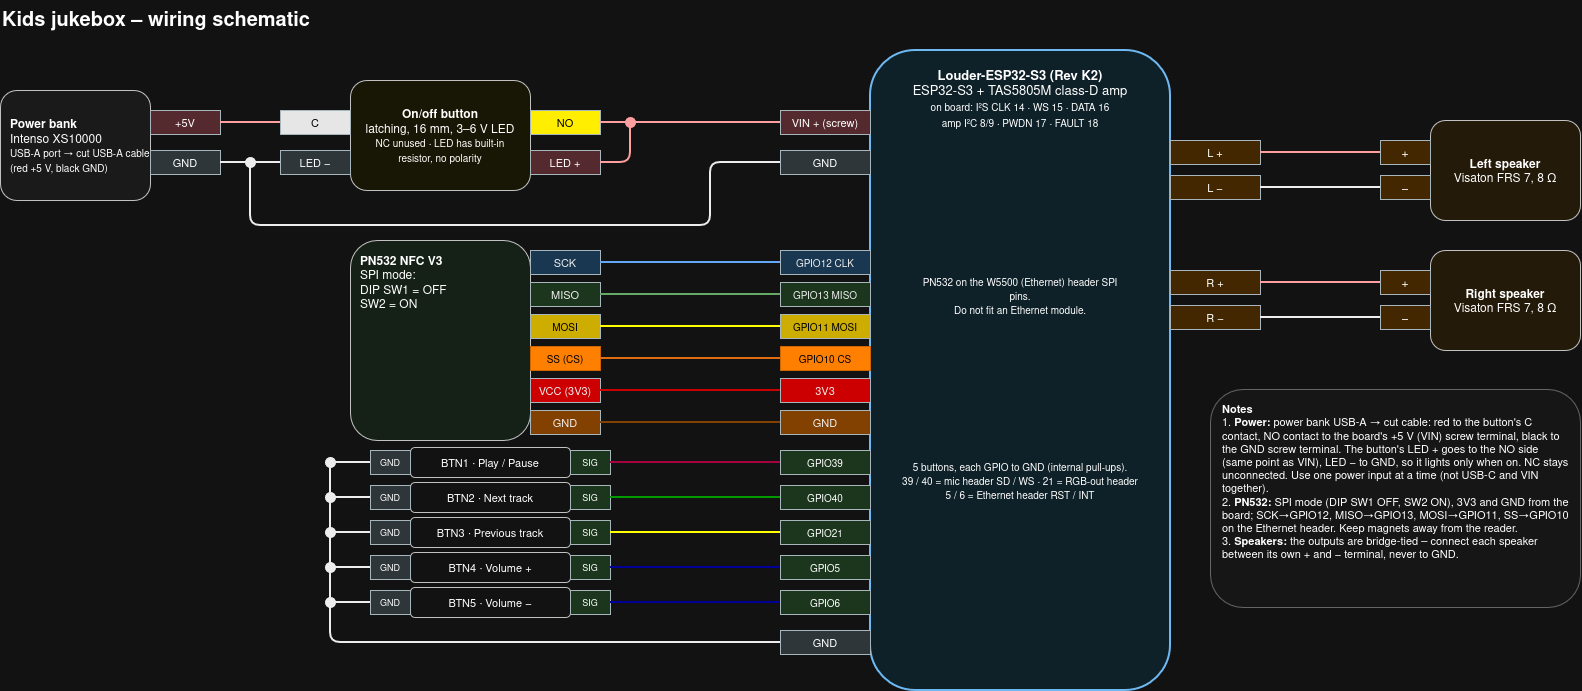 Kids jukebox – wiring schematic
Power bank
Intenso XS10000
USB-A port → cut USB-A cable
(red +5 V, black GND)
+5V
GND
C
LED −
On/off button
latching, 16 mm, 3–6 V LED
NC unused · LED has built-in
resistor, no polarity
NO
LED +
VIN + (screw)
GND
Louder-ESP32-S3 (Rev K2)
ESP32-S3 + TAS5805M class-D amp
on board: I²S CLK 14 · WS 15 · DATA 16
amp I²C 8/9 · PWDN 17 · FAULT 18
L +
L −
+
−
Left speaker
Visaton FRS 7, 8 Ω
R +
R −
+
−
Right speaker
Visaton FRS 7, 8 Ω
PN532 NFC V3
SPI mode:
DIP SW1 = OFF
SW2 = ON
SCK
MISO
MOSI
SS (CS)
VCC (3V3)
GND
GPIO12 CLK
GPIO13 MISO
GPIO11 MOSI
GPIO10 CS
3V3
GND
PN532 on the W5500 (Ethernet) header SPI
pins.
Do not fit an Ethernet module.
GND
BTN1 · Play / Pause
SIG
GPIO39
GND
BTN2 · Next track
SIG
GPIO40
GND
BTN3 · Previous track
SIG
GPIO21
GND
BTN4 · Volume +
SIG
GPIO5
GND
BTN5 · Volume −
SIG
GPIO6
GND
5 buttons, each GPIO to GND (internal pull-ups).
39 / 40 = mic header SD / WS · 21 = RGB-out header
5 / 6 = Ethernet header RST / INT
Notes
1. Power: power bank USB-A → cut cable: red to the button's C
contact, NO contact to the board's +5 V (VIN) screw terminal, black to
the GND screw terminal. The button's LED + goes to the NO side
(same point as VIN), LED − to GND, so it lights only when on. NC stays
unconnected. Use one power input at a time (not USB-C and VIN
together).
2. PN532: SPI mode (DIP SW1 OFF, SW2 ON), 3V3 and GND from the
board; SCK→GPIO12, MISO→GPIO13, MOSI→GPIO11, SS→GPIO10
on the Ethernet header. Keep magnets away from the reader.
3. Speakers: the outputs are bridge-tied – connect each speaker
between its own + and − terminal, never to GND.